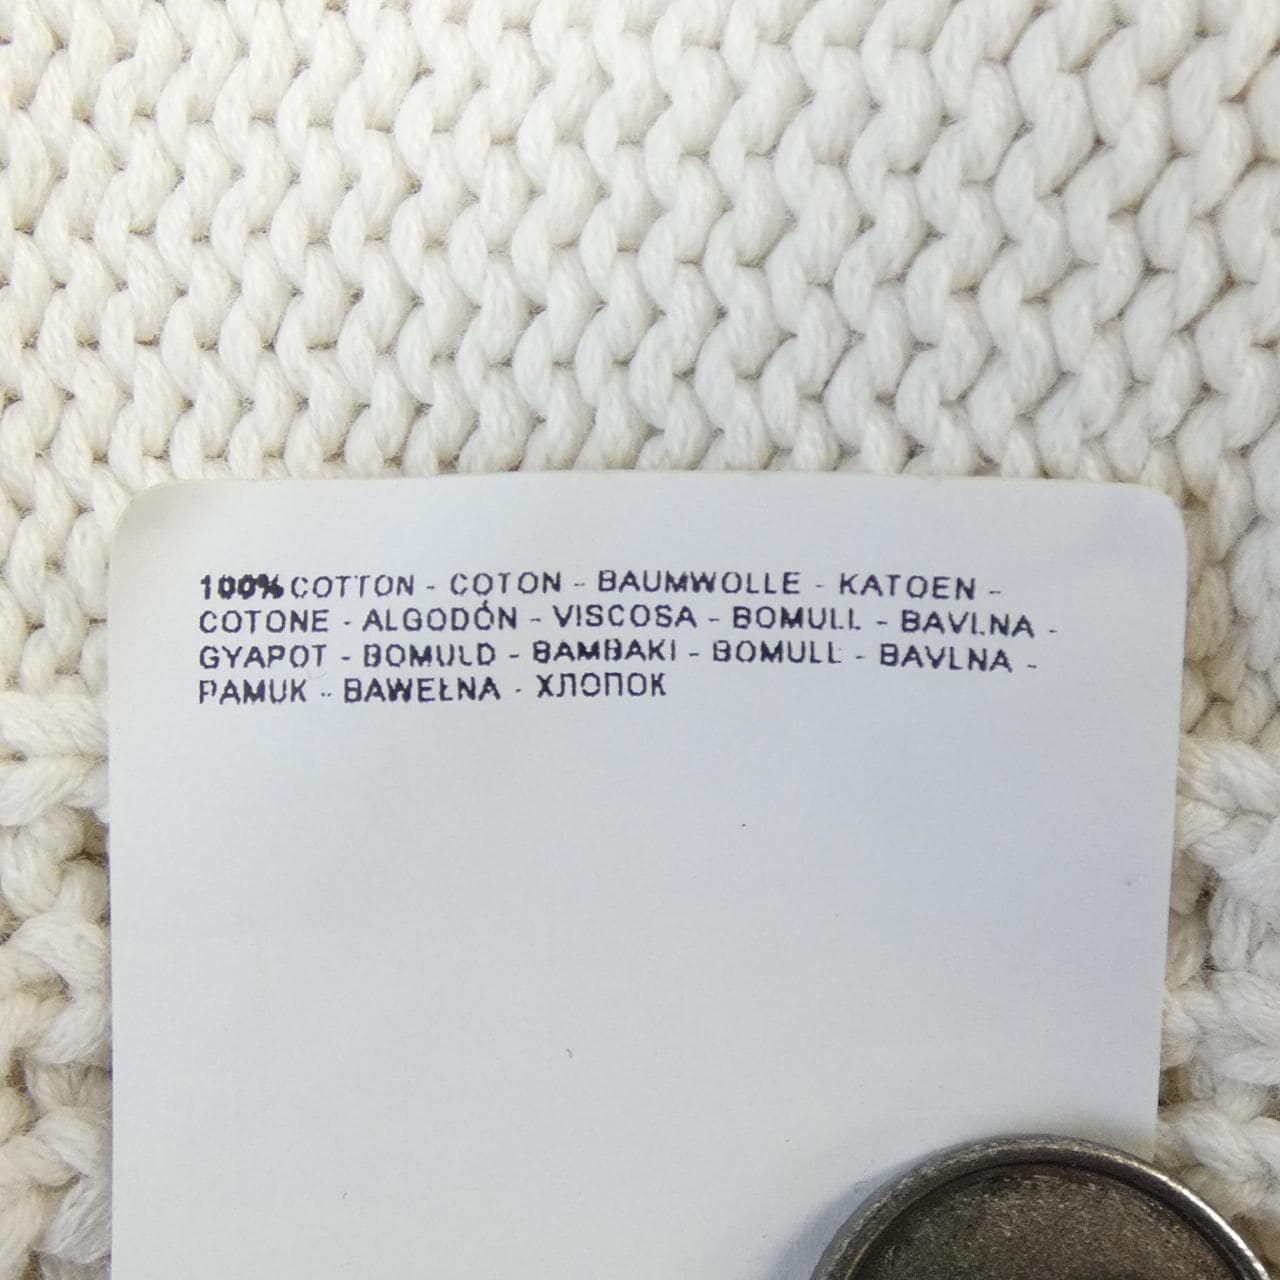 100% COTTON - COTON - BAUMWOLLE - KATOEN -
COTONE - ALGODÓN - VISCOSA - BOMULL - BAVLNA -
GYAPOT - BOMULD - BAMBAKI - BOMULL - BAVLNA -
PAMUK - BAWEŁNA - ХЛОПОК